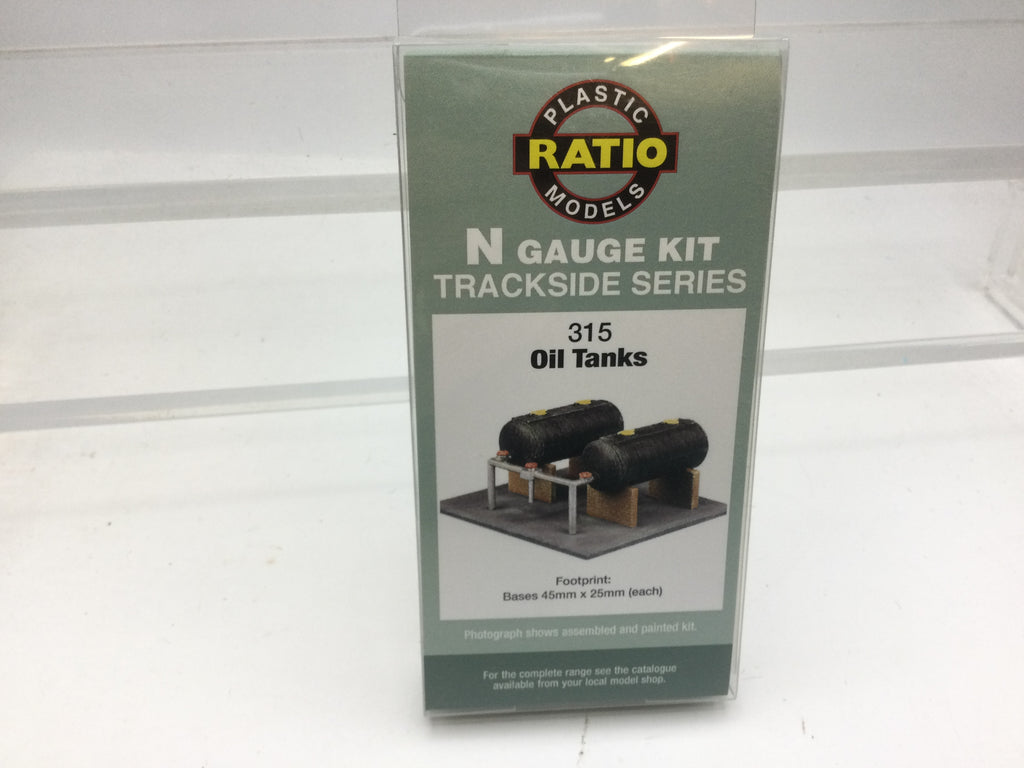 PLASTIC
RATIO
MODELS
N GAUGE KIT
TRACKSIDE SERIES
315
Oil Tanks
Footprint:
Bases 45mm x 25mm (each)
Photograph shows assembled and painted kit.
For the complete range see the catalogue
available from your local model shop.